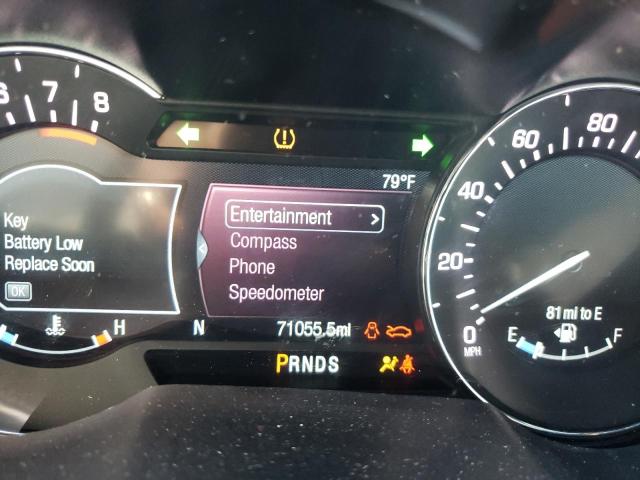 6 7 8
79°F
60 80
40
20
0
MPH
Key
Battery Low
Replace Soon
OK
Entertainment >
Compass
Phone
Speedometer
81 mi to E
E F
H
N
71055.5mi
PRNDS